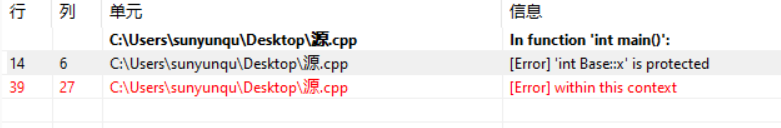 行 列 单元 信息
C:\Users\sunyunqu\Desktop\源.cpp In function 'int main()':
14 6 C:\Users\sunyunqu\Desktop\源.cpp [Error] 'int Base::x' is protected
39 27 C:\Users\sunyunqu\Desktop\源.cpp [Error] within this context